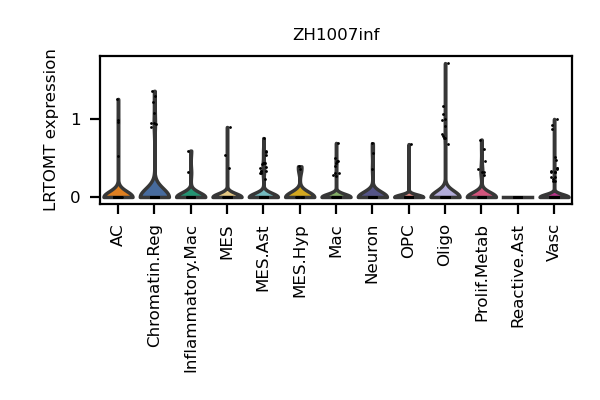 ZH1007inf
LRTOMT expression
1
0
AC
Chromatin.Reg
Inflammatory.Mac
MES
MES.Ast
MES.Hyp
Mac
Neuron
OPC
Oligo
Prolif.Metab
Reactive.Ast
Vasc